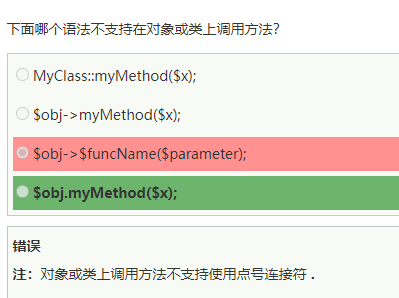 下面哪个语法不支持在对象或类上调用方法?
MyClass::myMethod($x);
$obj->myMethod($x);
$obj->$funcName($parameter);
$obj.myMethod($x);
错误
注：对象或类上调用方法不支持使用点号连接符 .